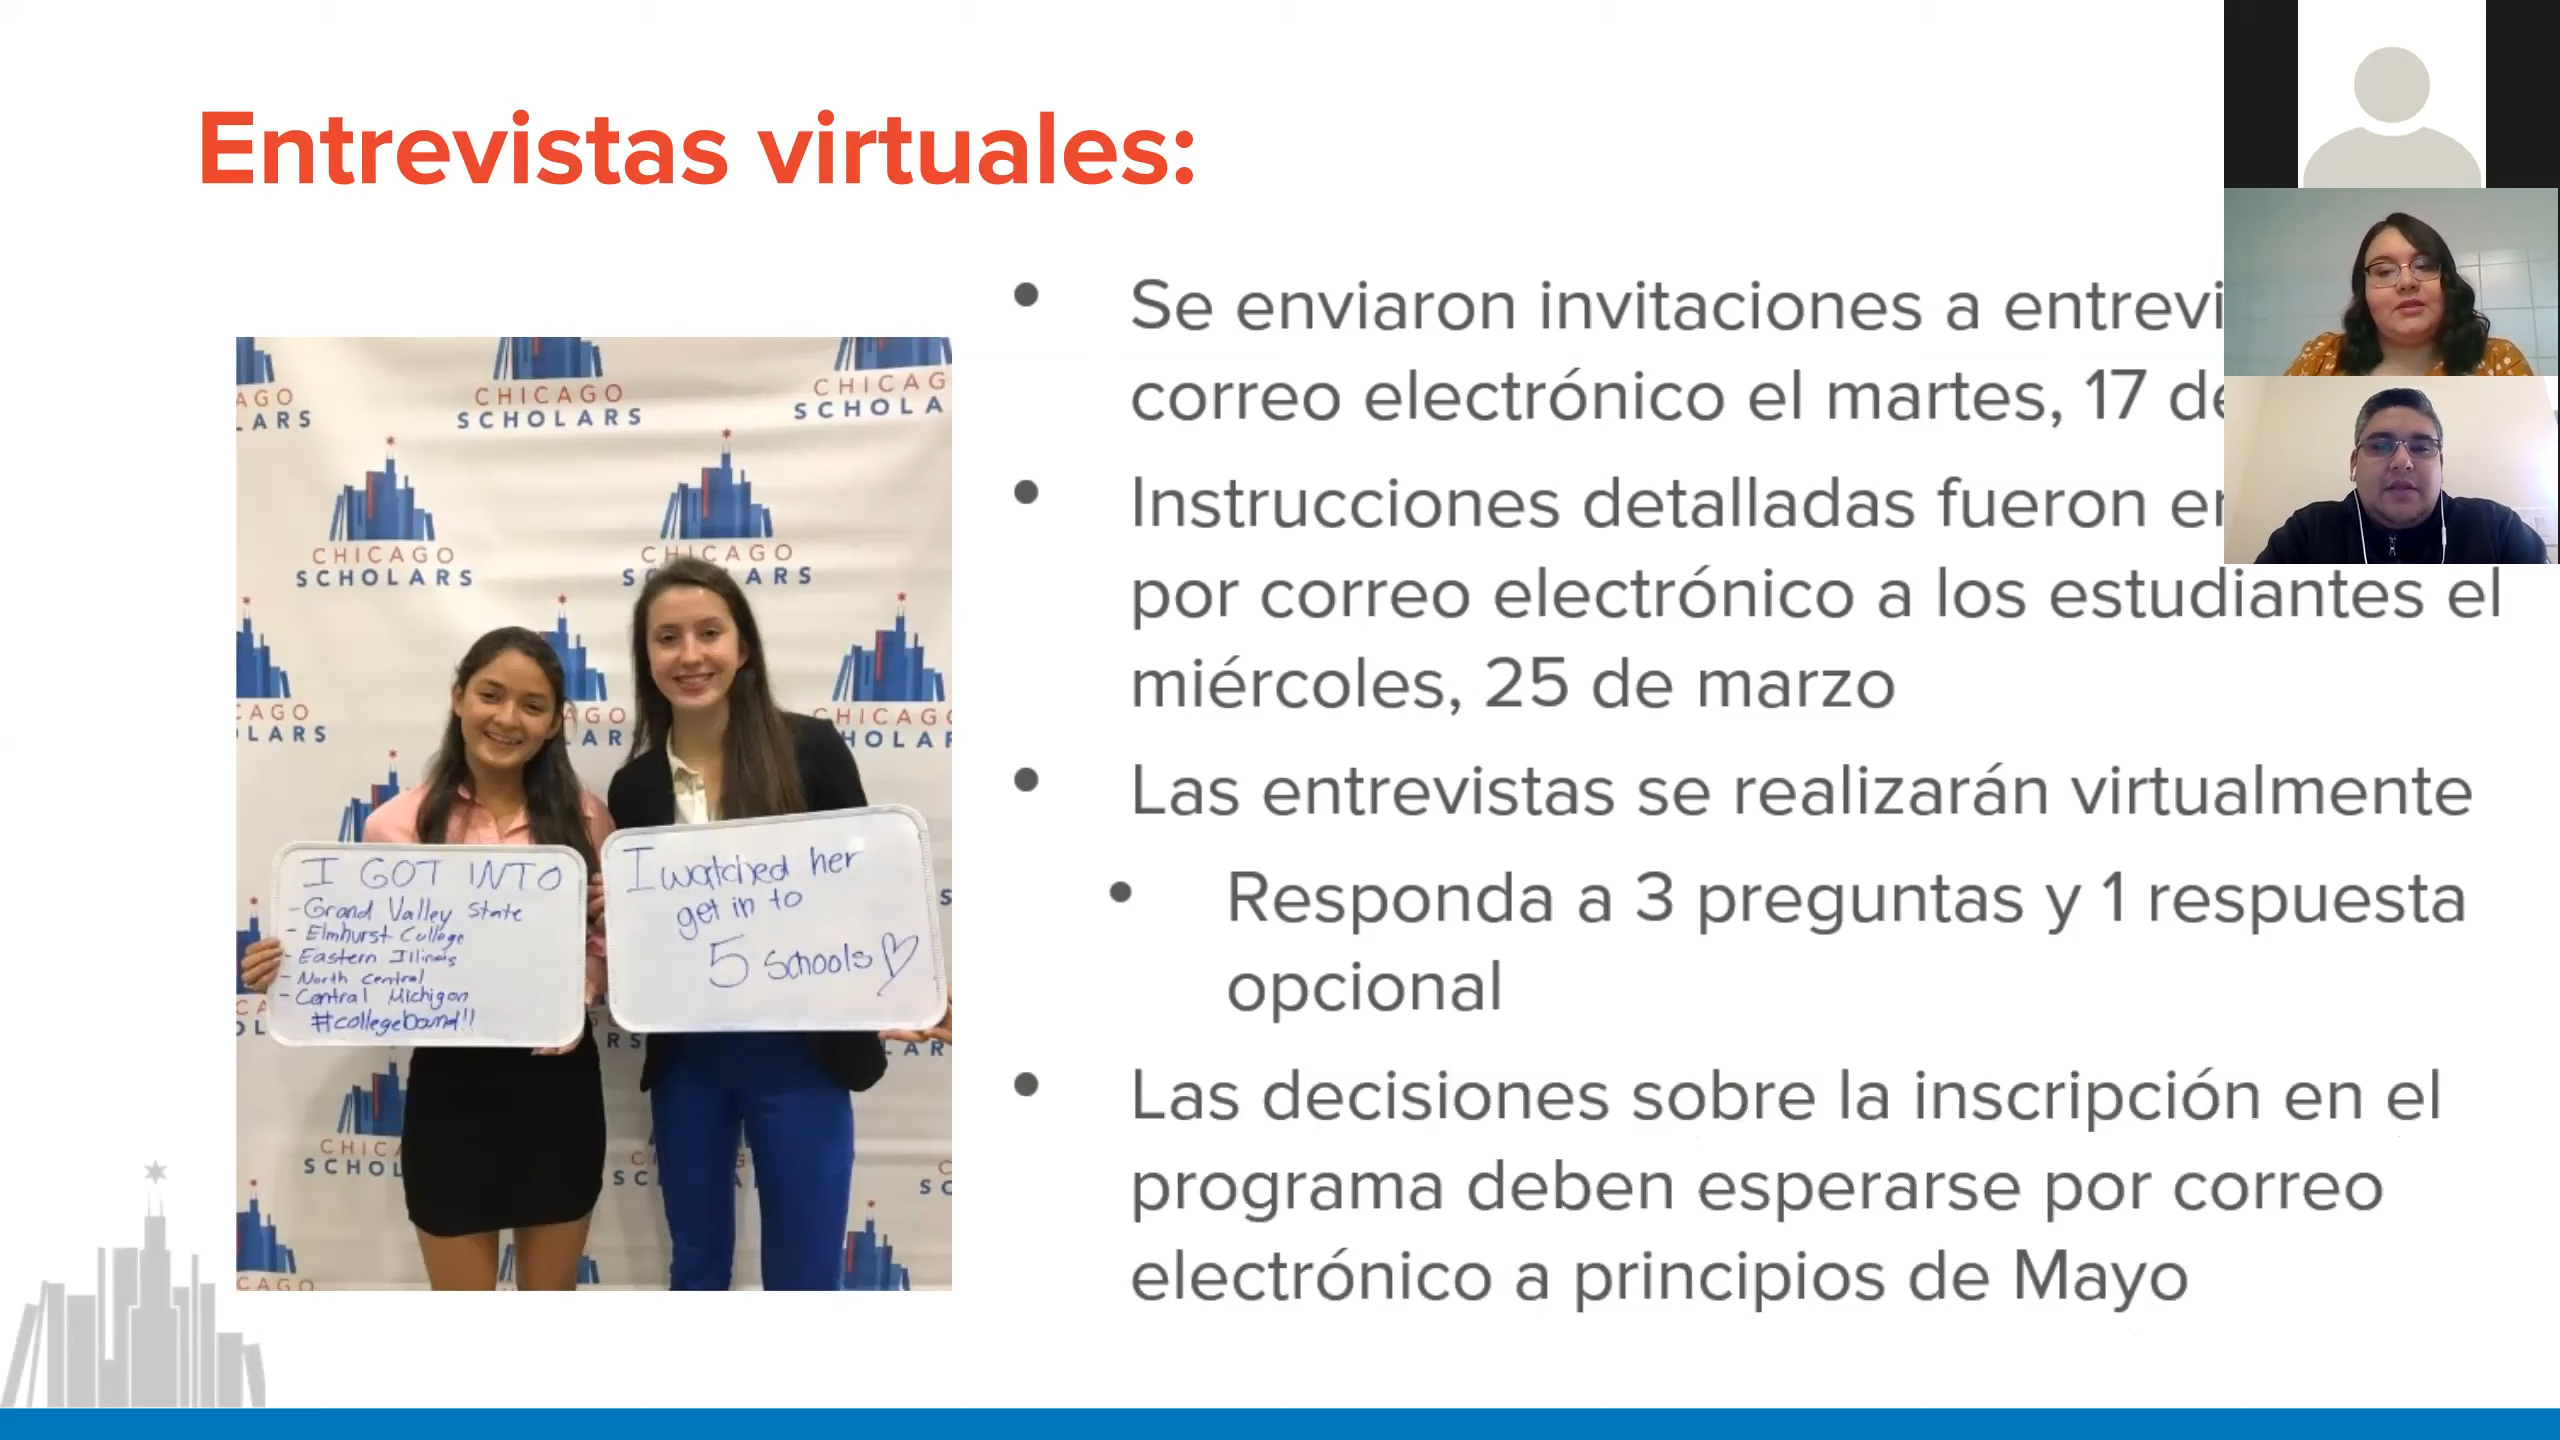 Entrevistas virtuales:
• Se enviaron invitaciones a
correo electrónico el martes, 17
• Instrucciones detalladas fueron
por correo electrónico a los estudiantes el
miércoles, 25 de marzo
• Las entrevistas se realizarán virtualmente
• Responda a 3 preguntas y 1 respuesta
opcional
• Las decisiones sobre la inscripción en el
programa deben esperarse por correo
electrónico a principios de Mayo
CHICAGO
SCHOLARS
CHICAGO
SCHOLARS
CHICAGO
I GOT INTO
- Grand Valley State
- Elmhurst College
- Eastern Illinois
- North Central
- Central Michigan
#collegebound!!
I watched her
get in to
5 schools